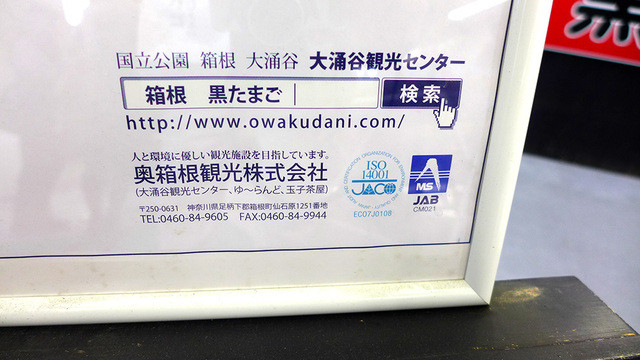 国立公園 箱根 大涌谷 大涌谷観光センター
箱根 黒たまご 検索
http://www.owakudani.com/
人と環境に優しい観光施設を目指しています。
奥箱根観光株式会社
(大涌谷観光センター、ゆ〜らんど、玉子茶屋)
〒250-0631 神奈川県足柄下郡箱根町仙石原1251番地
TEL:0460-84-9605 FAX:0460-84-9944
ISO
14001
JACO
EC07J0108
MS
JAB
CM021